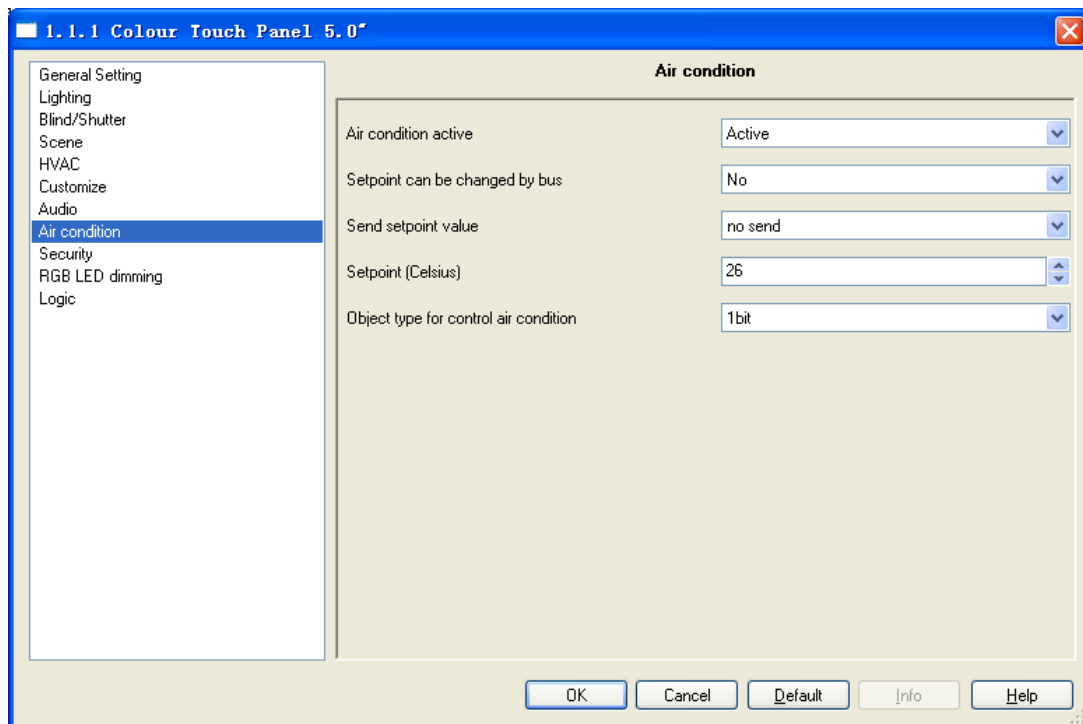 1.1.1 Colour Touch Panel 5.0"
General Setting
Lighting
Blind/Shutter
Scene
HVAC
Customize
Audio
Air condition
Security
RGB LED dimming
Logic
Air condition
Air condition active Active
Setpoint can be changed by bus No
Send setpoint value no send
Setpoint (Celsius) 26
Object type for control air condition 1bit
OK Cancel Default Info Help